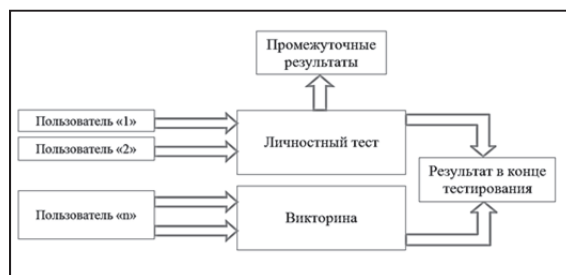 Промежуточные
результаты
Пользователь «1»
Пользователь «2»
Личностный тест
Результат в конце
тестирования
Пользователь «n»
Викторина